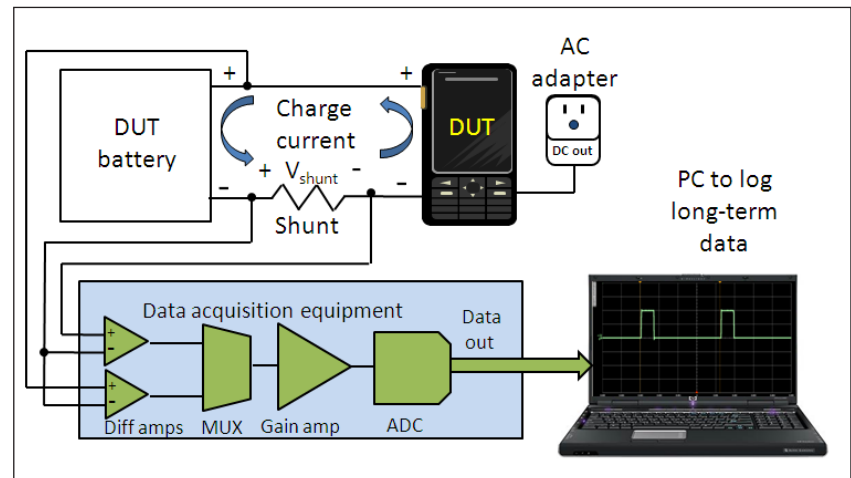 AC
adapter
DC out
+
+
DUT
battery
Charge
current
DUT
+
V shunt
-
-
-
Shunt
PC to log
long-term
data
Data acquisition equipment
Data
out
+
-
+
-
Diff amps
MUX
Gain amp
ADC